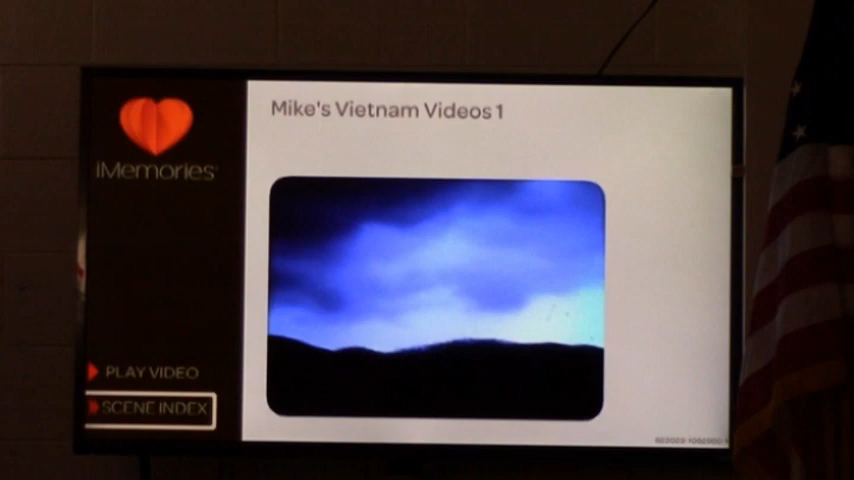 Mike's Vietnam Videos 1
iMemories
PLAY VIDEO
SCENE INDEX